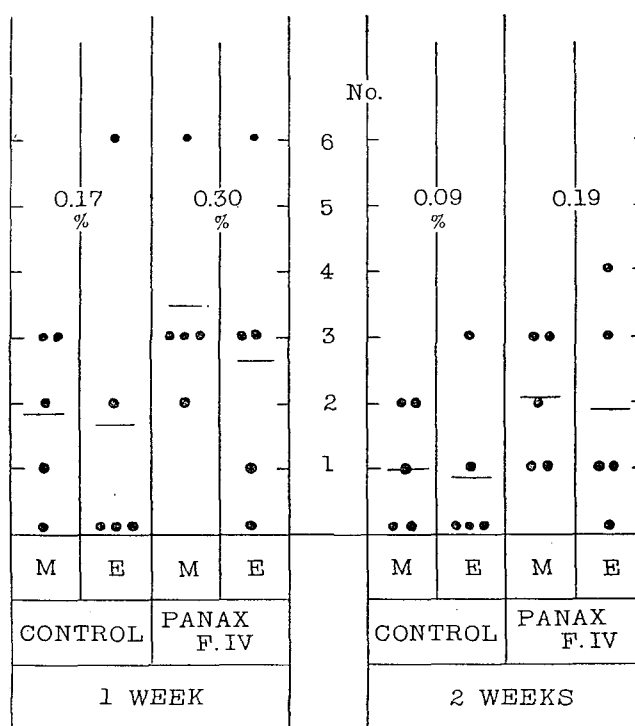 No.
6
0.17 %
0.30 %
5
0.09 %
0.19
4
3
2
1
M E M E M E M E
CONTROL PANAX F.IV CONTROL PANAX F.IV
1 WEEK 2 WEEKS